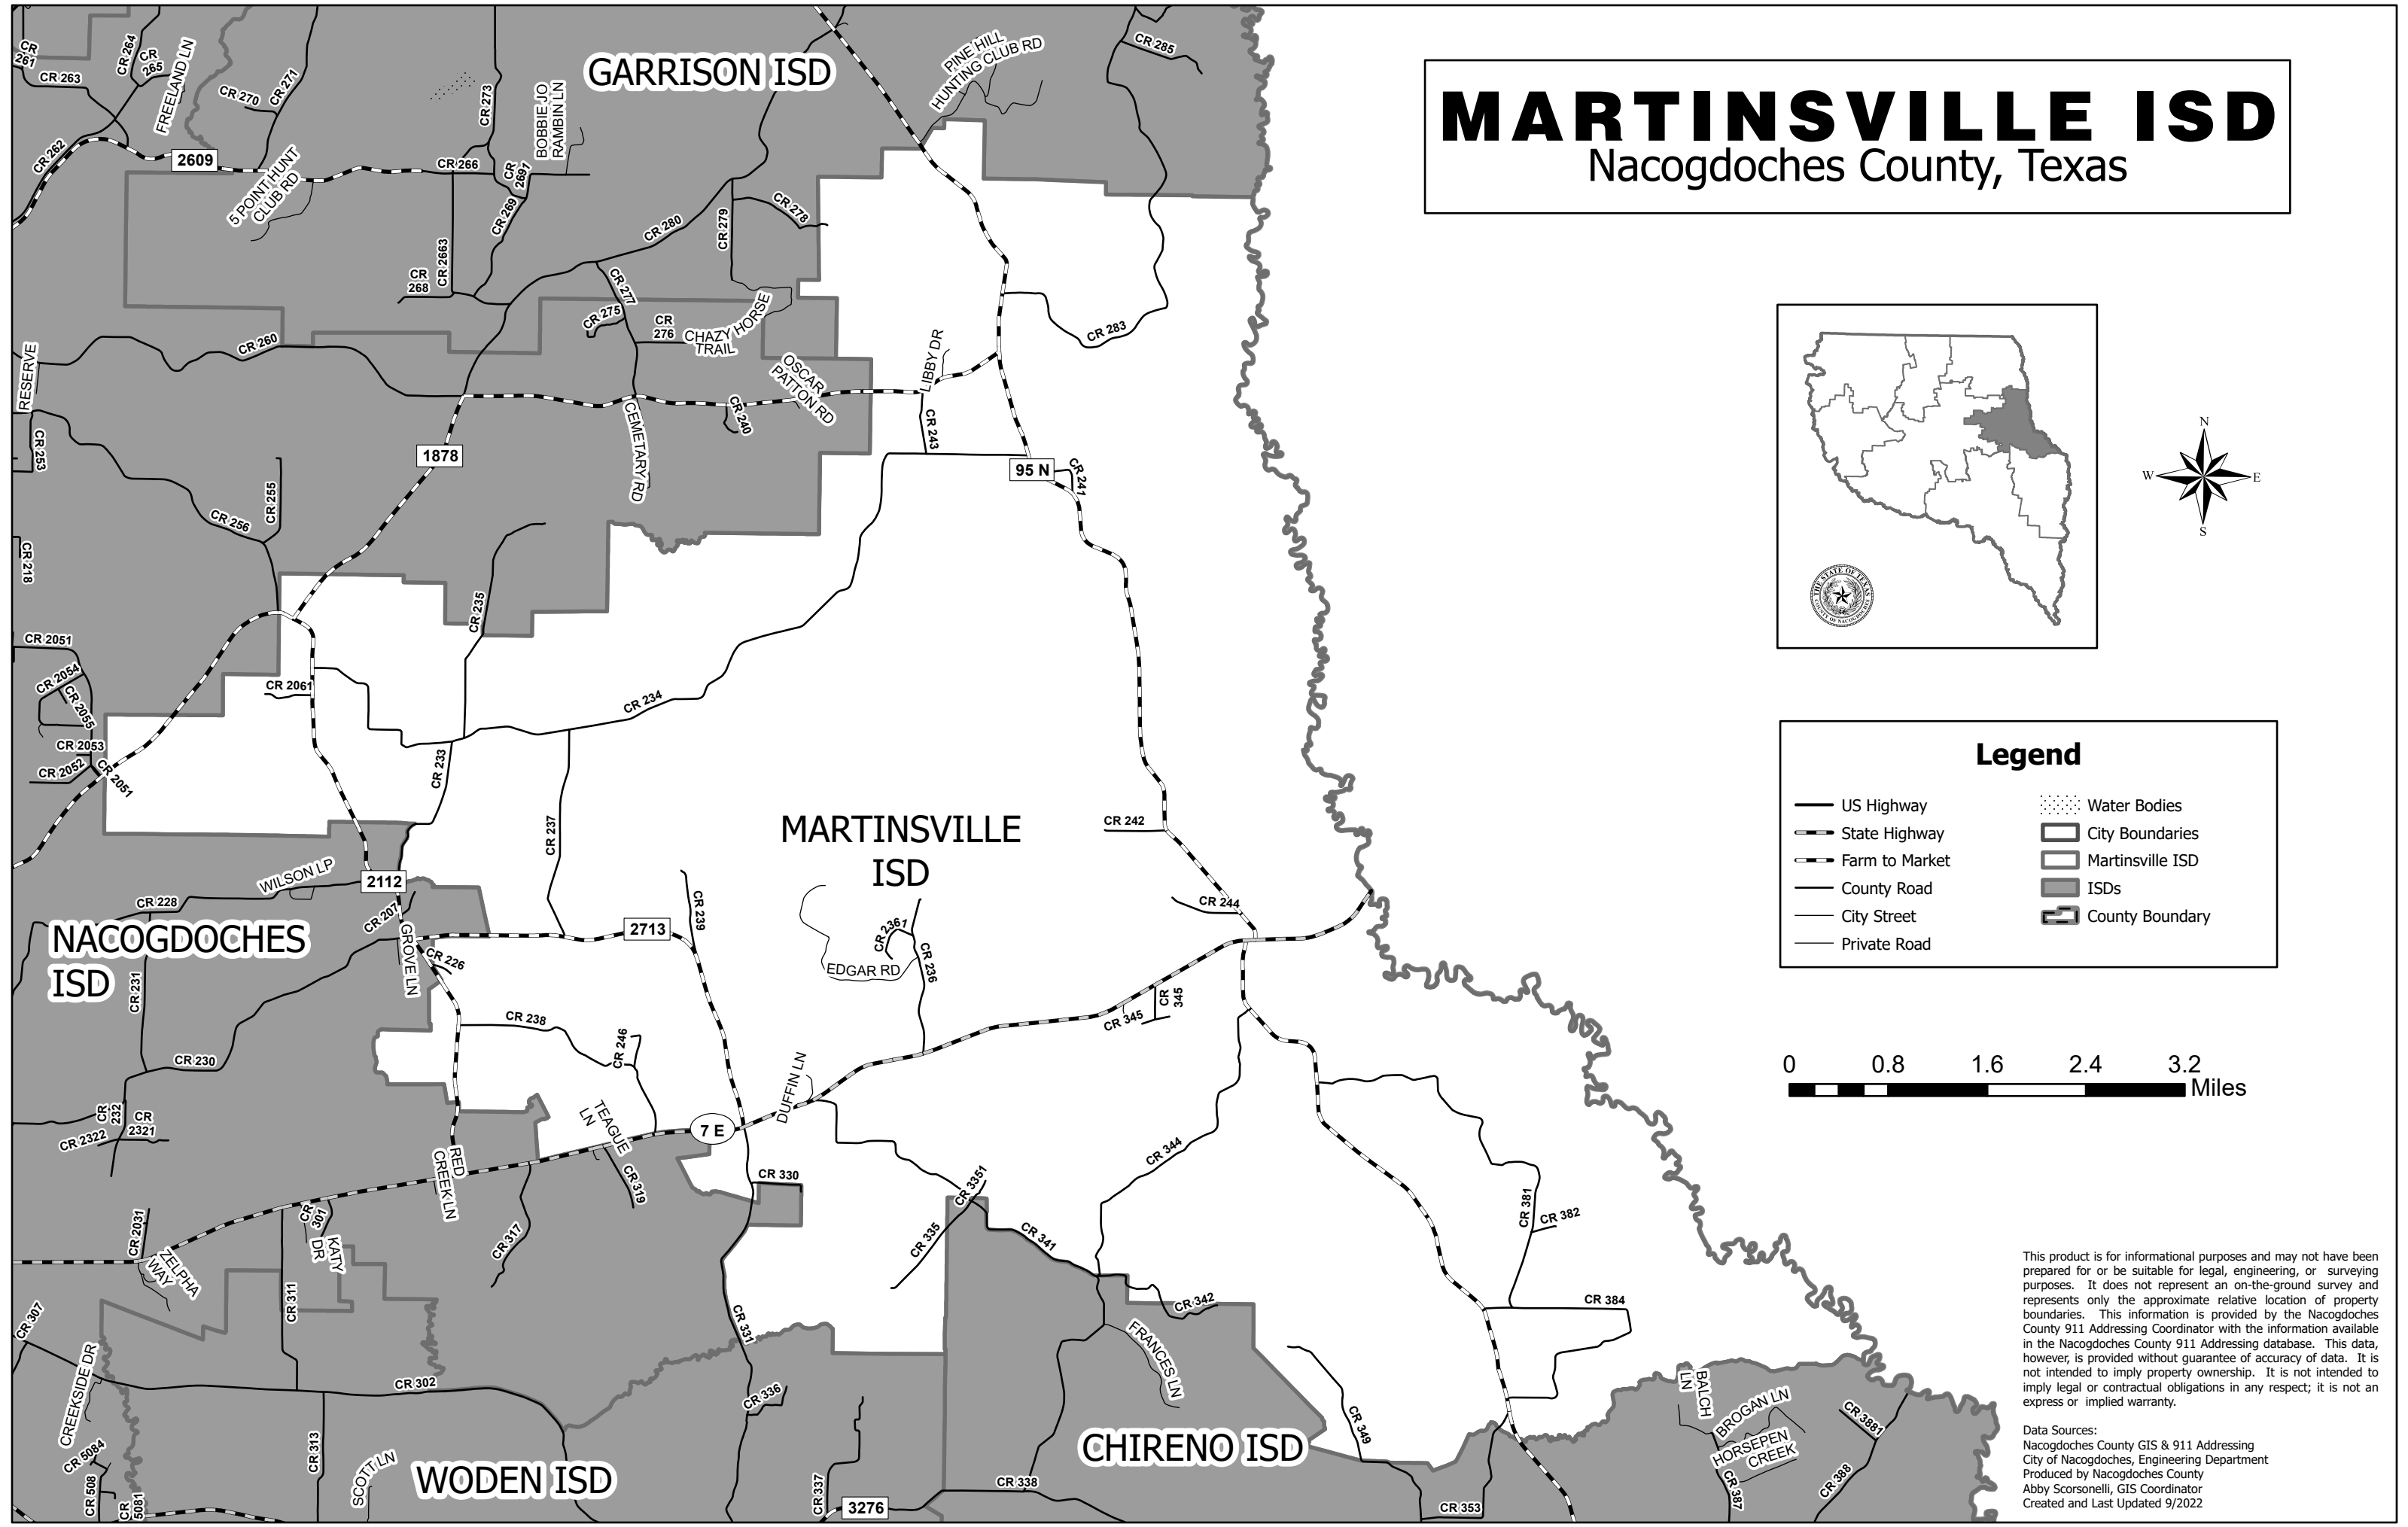 MARTINSVILLE ISD
Nacogdoches County, Texas
GARRISON ISD
MARTINSVILLE
ISD
NACOGDOCHES
ISD
WODEN ISD
CHIRENO ISD
CR
261
CR 263
CR 264
CR
265
FREELAND LN
CR 262
2609
CR 270
CR 271
5 POINT HUNT
CLUB RD
CR 273
CR 266
CR
2691
BOBBIE JO
RAMBIN LN
CR 269
CR 2663
CR
268
CR 280
CR 279
CR 278
PINE HILL
HUNTING CLUB RD
CR 285
CR 283
CR 277
CR 275
CR
276
CHAZY HORSE
TRAIL
OSCAR
PATTON RD
LIBBY DR
CR 260
RESERVE
CR 253
CR 218
CR 255
CR 256
1878
CEMETARY RD
CR 240
CR 243
95 N
CR 241
CR 235
CR 2051
CR 2054
CR 2055
CR 2053
CR 2052
CR 2051
CR 2061
CR 234
CR 233
CR 237
WILSON LP
2112
CR 228
CR 207
GROVE LN
CR 226
2713
CR 239
CR 2361
EDGAR RD
CR 236
CR 242
CR 244
CR
345
CR 345
CR 231
CR 230
CR 238
CR 246
CR
232
CR
2321
CR 2322
TEAGUE
LN
7 E
DUFFIN LN
RED
CREEK LN
CR 319
CR 317
CR 330
CR 3351
CR 335
CR 341
CR 344
CR 342
CR 381
CR 382
CR 384
CR 2031
ZELPHA
WAY
CR
301
KATY
DR
CR 311
CR 307
CREEKSIDE DR
CR 302
CR 331
CR 336
FRANCES LN
CR 349
CR 5084
CR 508
CR
5081
CR 313
SCOTT LN
CR 337
3276
CR 338
CR 353
BALCH
LN
BROGAN LN
HORSEPEN
CREEK
CR 387
CR 388
CR 3881
THE STATE OF TEXAS
COUNTY OF NACOGDOCHES
N
W
E
S
Legend
US Highway
State Highway
Farm to Market
County Road
City Street
Private Road
Water Bodies
City Boundaries
Martinsville ISD
ISDs
County Boundary
0 0.8 1.6 2.4 3.2
Miles
This product is for informational purposes and may not have been
prepared for or be suitable for legal, engineering, or surveying
purposes. It does not represent an on-the-ground survey and
represents only the approximate relative location of property
boundaries. This information is provided by the Nacogdoches
County 911 Addressing Coordinator with the information available
in the Nacogdoches County 911 Addressing database. This data,
however, is provided without guarantee of accuracy of data. It is
not intended to imply property ownership. It is not intended to
imply legal or contractual obligations in any respect; it is not an
express or implied warranty.
Data Sources:
Nacogdoches County GIS & 911 Addressing
City of Nacogdoches, Engineering Department
Produced by Nacogdoches County
Abby Scorsonelli, GIS Coordinator
Created and Last Updated 9/2022